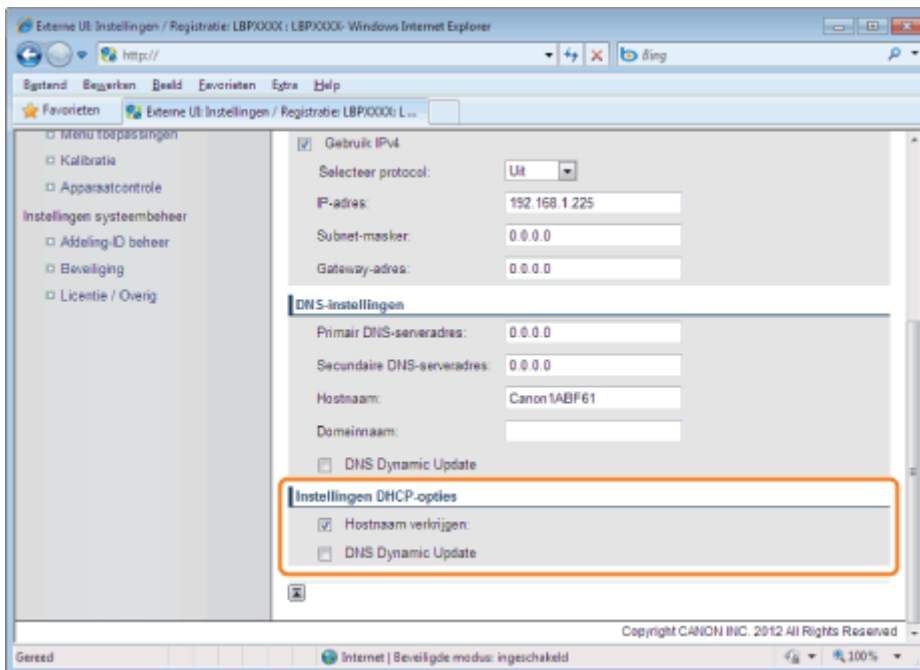 Externe UI: Instellingen / Registratie: LBPXXXX : LBPXXXX- Windows Internet Explorer
http://
Bing
Bestand Bewerken Beeld Favorieten Extra Help
Favorieten Externe UI: Instellingen / Registratie: LBPXXXX: L...
Menu toepassingen
Kalibratie
Apparaatcontrole
Instellingen systeembeheer
Afdeling-ID beheer
Beveiliging
Licentie / Overig
Gebruik IPv4
Selecteer protocol: Uit
IP-adres: 192.168.1.225
Subnet-masker: 0.0.0.0
Gateway-adres: 0.0.0.0
DNS-instellingen
Primair DNS-serveradres: 0.0.0.0
Secundaire DNS-serveradres: 0.0.0.0
Hostnaam: Canon1ABF61
Domeinnaam:
DNS Dynamic Update
Instellingen DHCP-opties
Hostnaam verkrijgen:
DNS Dynamic Update
Copyright CANON INC. 2012 All Rights Reserved
Gereed Internet | Beveiligde modus: ingeschakeld 100%